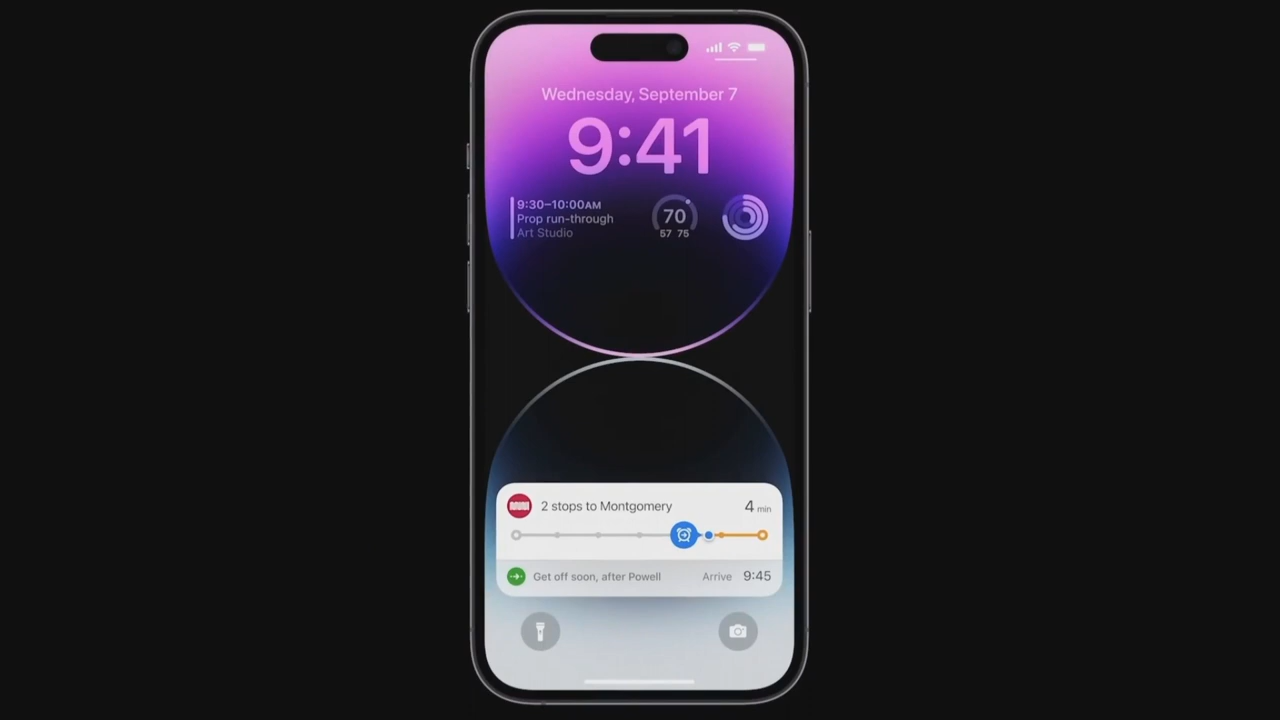 Wednesday, September 7
9:41
9:30–10:00AM
Prop run-through
Art Studio
70
57 75
2 stops to Montgomery
4 min
Get off soon, after Powell
Arrive 9:45